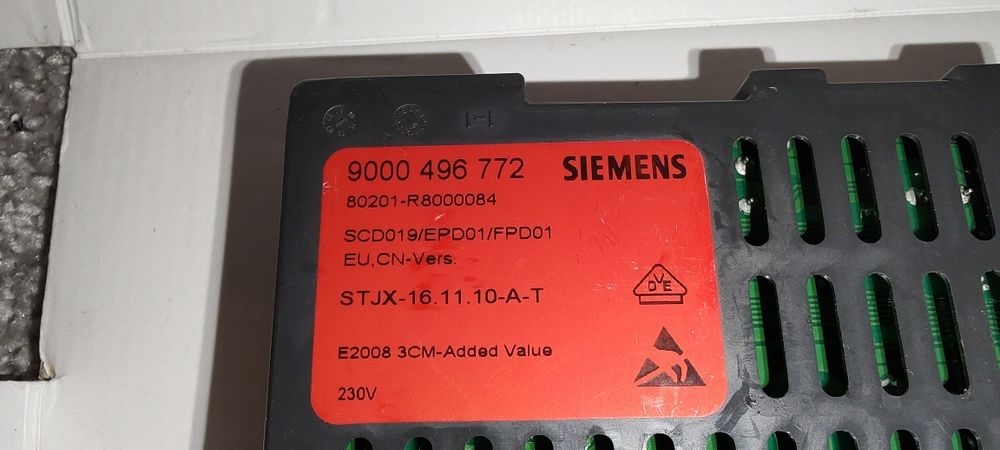 9000 496 772 SIEMENS
80201-R8000084
SCD019/EPD01/FPD01
EU,CN-Vers.
STJX-16.11.10-A-T
VDE
E2008 3CM-Added Value
230V